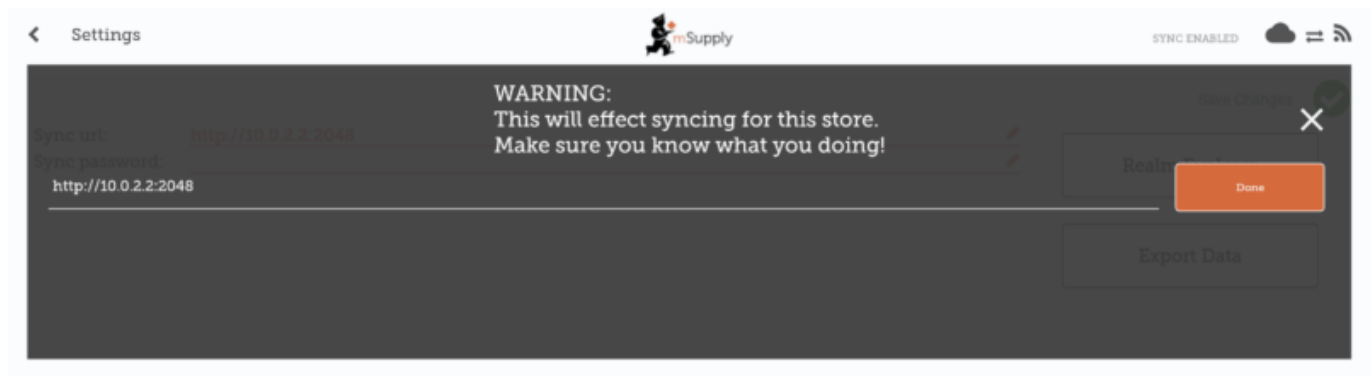 Settings
mSupply
SYNC ENABLED
WARNING:
This will effect syncing for this store.
Make sure you know what you doing!
Save Changes
Sync url:
http://10.0.2.2:2048
Sync password:
Realm
http://10.0.2.2:2048
Done
Export Data